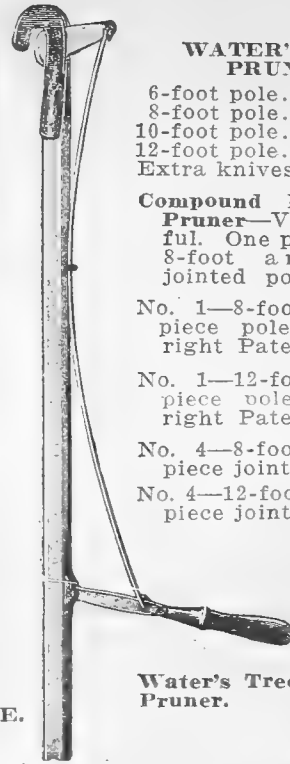 WATER'
PRUN
6-foot pole.
8-foot pole.
10-foot pole.
12-foot pole.
Extra knives
Compound
Pruner—V
ful. One p
8-foot a
jointed po
No. 1—8-foo
piece pole
right Pate
No. 1—12-fo
piece pole
right Pate
No. 4—8-foo
piece joint
No. 4—12-foo
piece joint
Water's Tree
Pruner.
E.